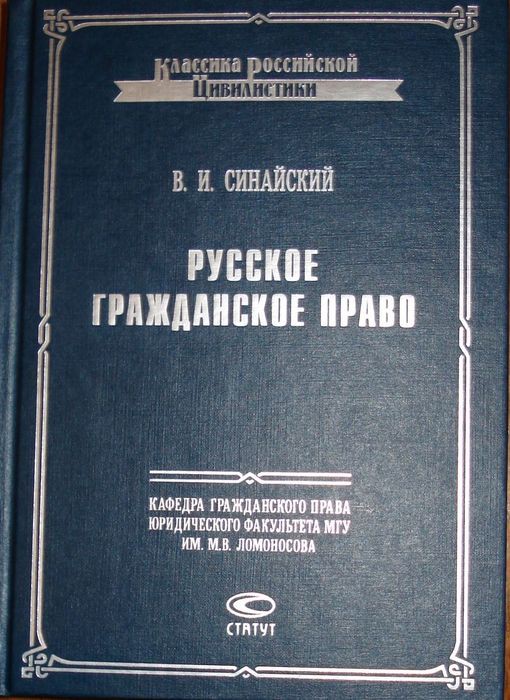 Классика Российской
Цивилистики
В. И. СИНАЙСКИЙ
РУССКОЕ
ГРАЖДАНСКОЕ ПРАВО
КАФЕДРА ГРАЖДАНСКОГО ПРАВА
ЮРИДИЧЕСКОГО ФАКУЛЬТЕТА МГУ
ИМ. М.В. ЛОМОНОСОВА
СТАТУТ